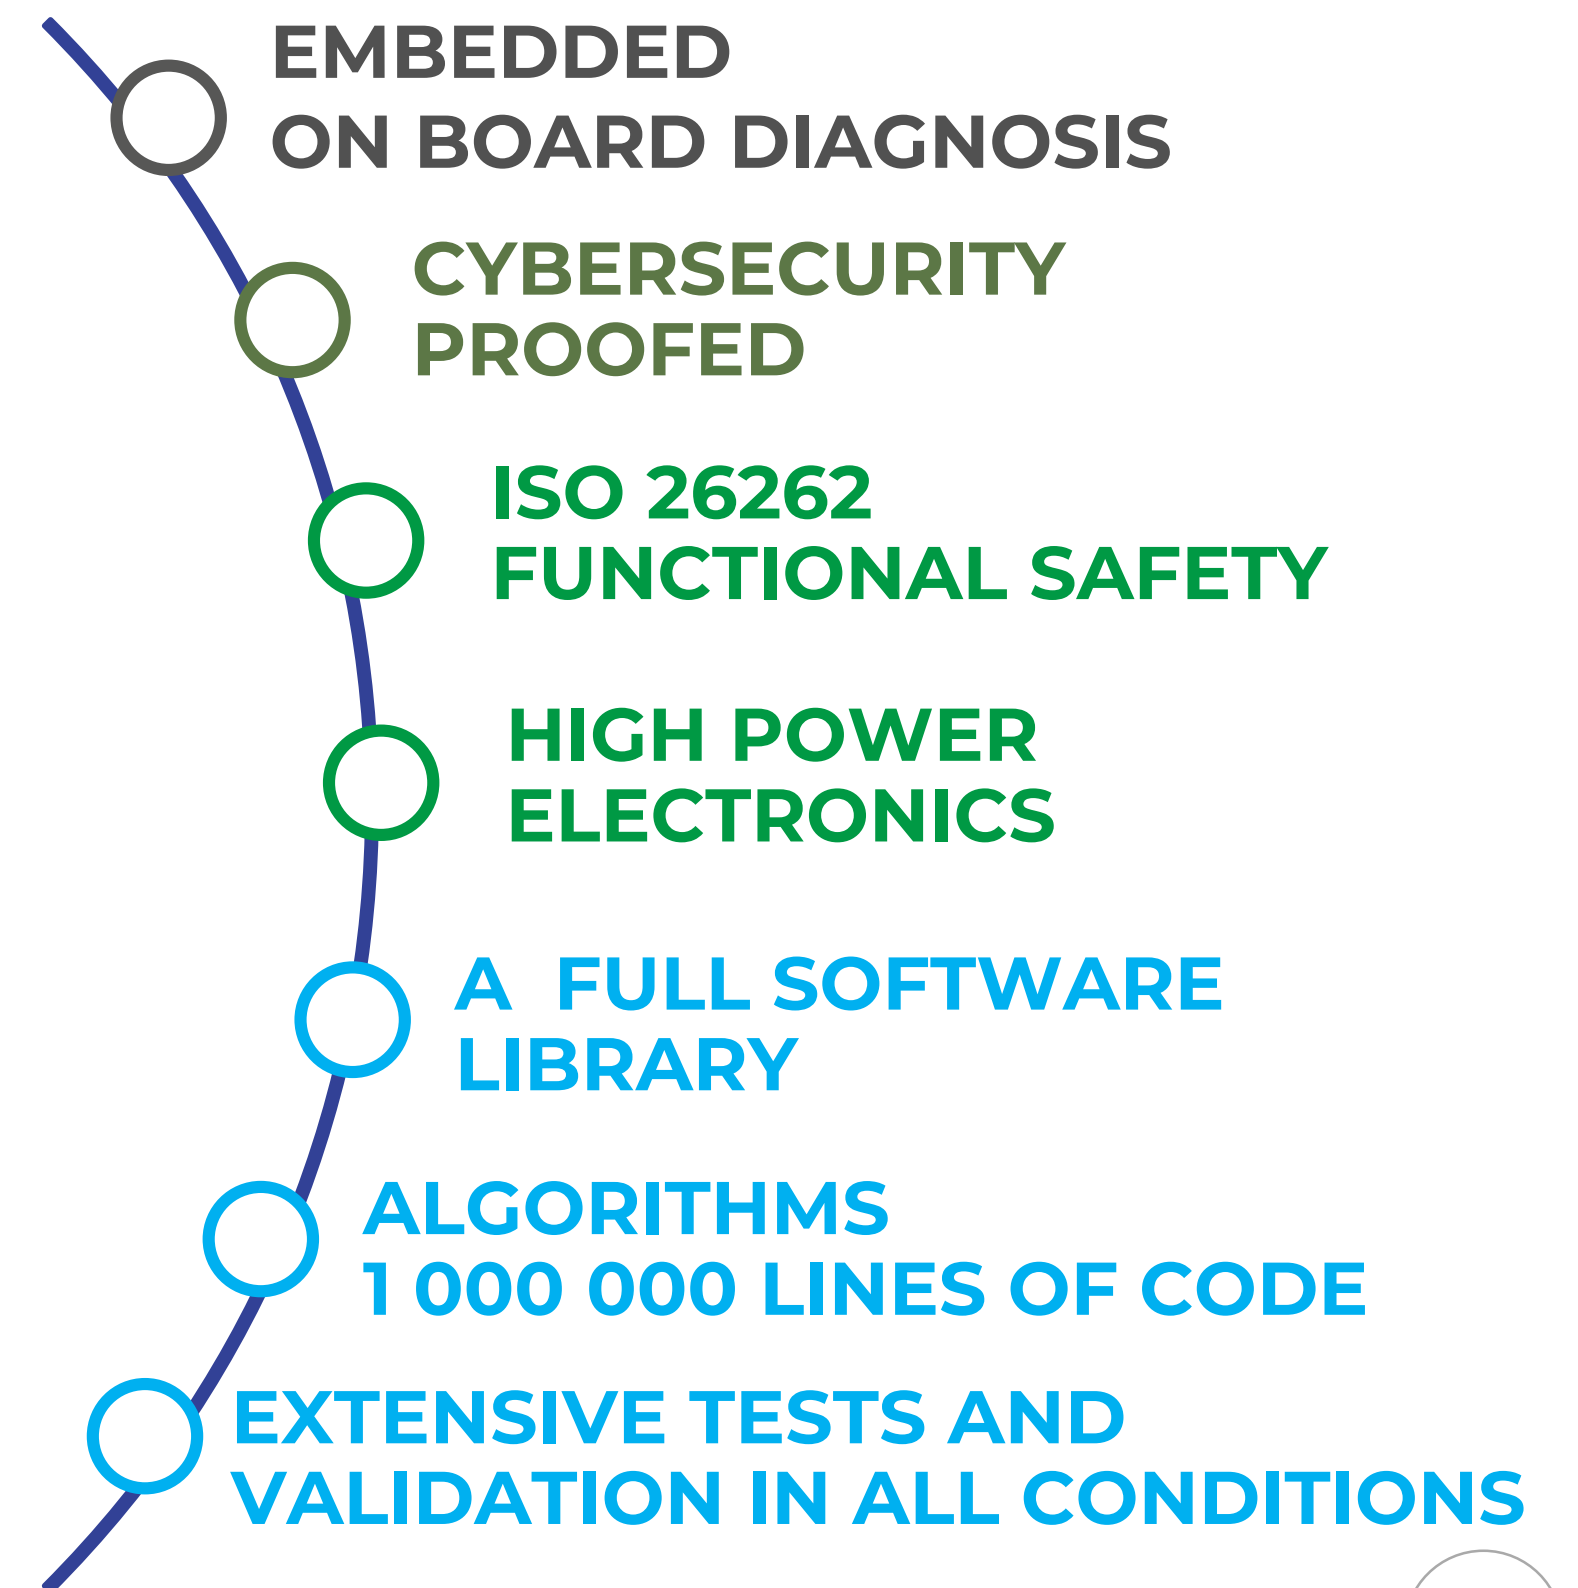 EMBEDDED
ON BOARD DIAGNOSIS
CYBERSECURITY
PROOFED
ISO 26262
FUNCTIONAL SAFETY
HIGH POWER
ELECTRONICS
A  FULL SOFTWARE
LIBRARY
ALGORITHMS
1 000 000 LINES OF CODE
EXTENSIVE TESTS AND
VALIDATION IN ALL CONDITIONS